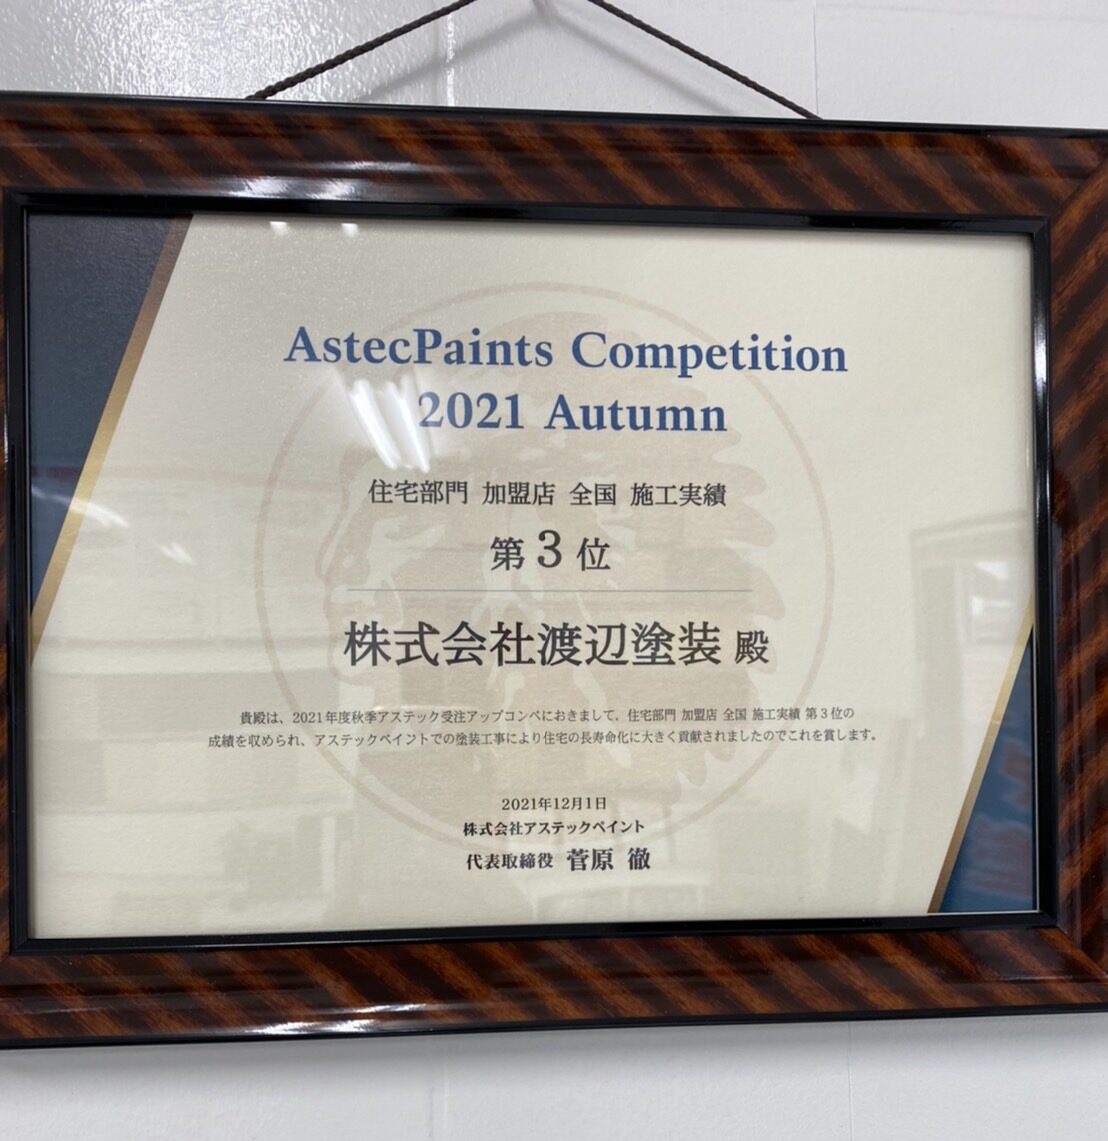 AstecPaints Competition
2021 Autumn
住宅部門 加盟店 全国 施工実績
第3位
株式会社渡辺塗装 殿
貴殿は、2021年度秋季アステック受注アップコンペにおきまして、住宅部門 加盟店 全国 施工実績 第3位の
成績を収められ、アステックペイントでの塗装工事により住宅の長寿命化に大きく貢献されましたのでこれを賞します。
2021年12月1日
株式会社アステックペイント
代表取締役 菅原 徹